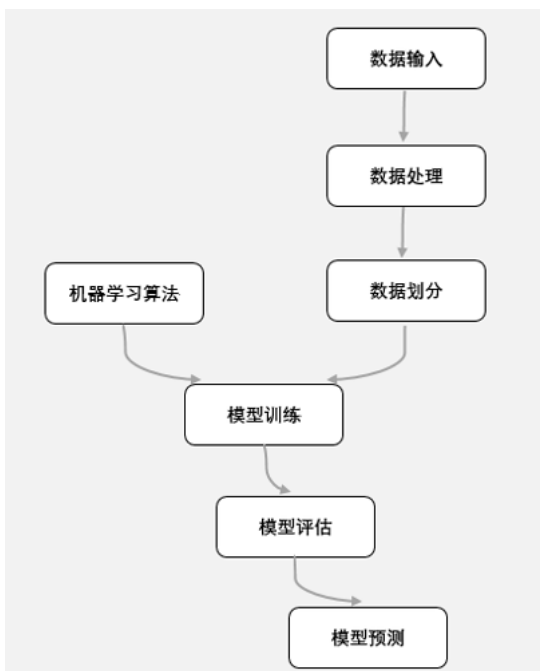 数据输入
数据处理
机器学习算法
数据划分
模型训练
模型评估
模型预测